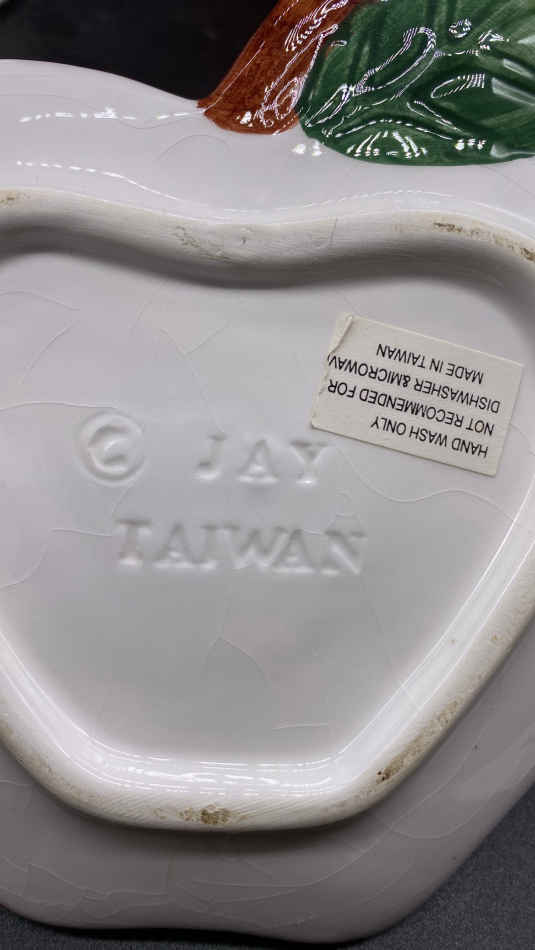 © JAY
TAIWAN
HAND WASH ONLY
NOT RECOMMENDED FOR
DISHWASHER &MICROWAV
MADE IN TAIWAN